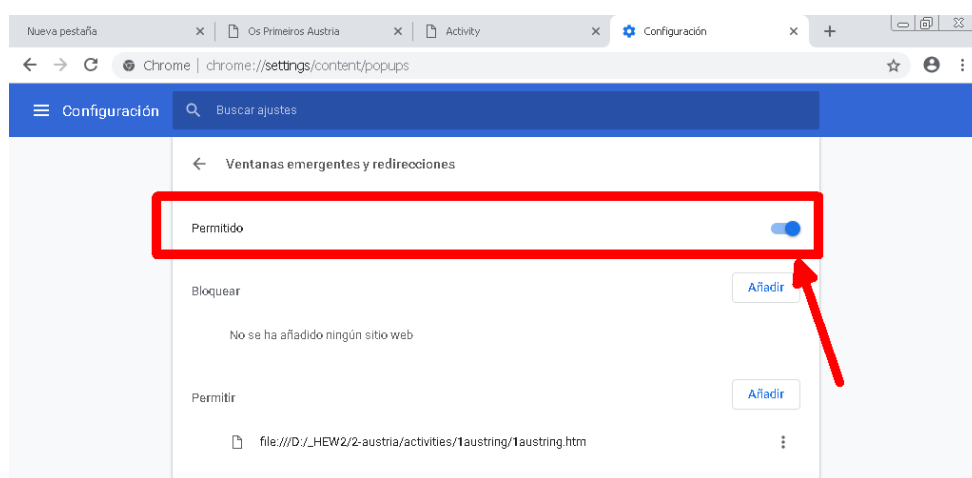 Nueva pestaña
Os Primeiros Austria
Activity
Configuración
Chrome | chrome://settings/content/popups
Configuración
Buscar ajustes
Ventanas emergentes y redirecciones
Permitido
Bloquear
Añadir
No se ha añadido ningún sitio web
Permitir
Añadir
file:///D:/_HEW2/2-austria/activities/1austring/1austring.htm